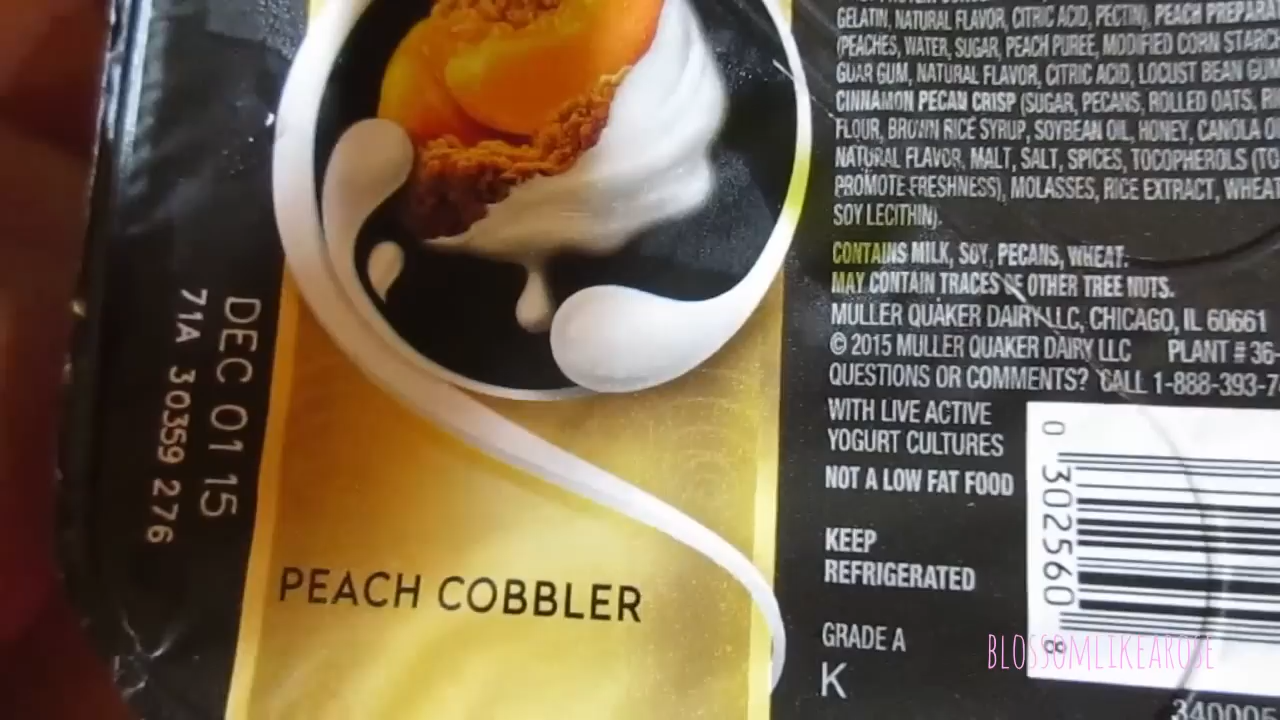 GELATIN, NATURAL FLAVOR, CITRIC ACID, PECTIN), PEACH
(PEACHES, WATER, SUGAR, PEACH PUREE, MODIFIED CORN
GUAR GUM, NATURAL FLAVOR, CITRIC ACID, LOCUST BEAN GUM
CINNAMON PECAN CRISP (SUGAR, PECANS, ROLLED OATS,
FLOUR, BROWN RICE SYRUP, SOYBEAN OIL, HONEY, CANOLA
NATURAL FLAVOR, MALT, SALT, SPICES, TOCOPHEROLS (TO
PROMOTE FRESHNESS), MOLASSES, RICE EXTRACT, WHEAT
SOY LECITHIN).
CONTAINS MILK, SOY, PECANS, WHEAT.
MAY CONTAIN TRACES OF OTHER TREE NUTS.
MULLER QUAKER DAIRY LLC, CHICAGO, IL 60661
© 2015 MULLER QUAKER DAIRY LLC PLANT # 36-
QUESTIONS OR COMMENTS? CALL 1-888-393-7
WITH LIVE ACTIVE
YOGURT CULTURES
NOT A LOW FAT FOOD
KEEP
REFRIGERATED
GRADE A
K
0 302560 8
DEC 01 15
71A 30359 276
PEACH COBBLER
BLOSSOMLIKEAROSE